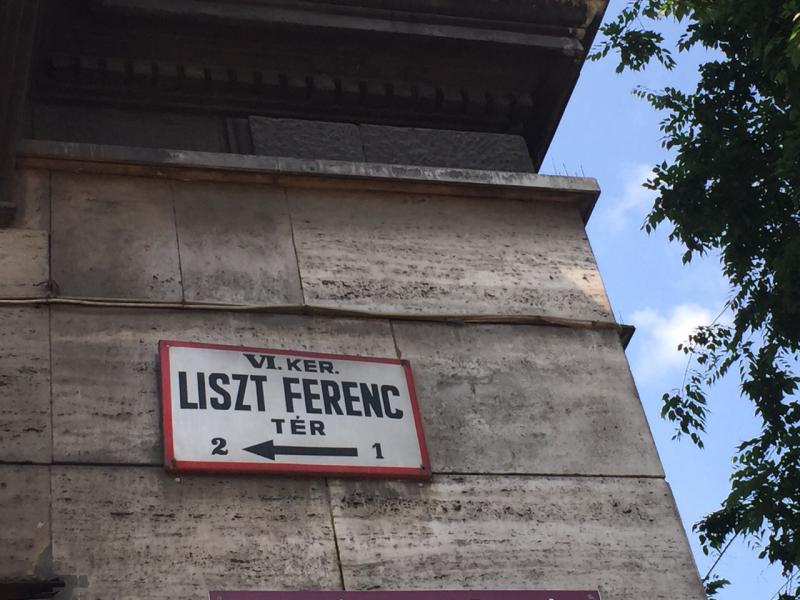 VI. KER.
LISZT FERENC
TÉR
2 1